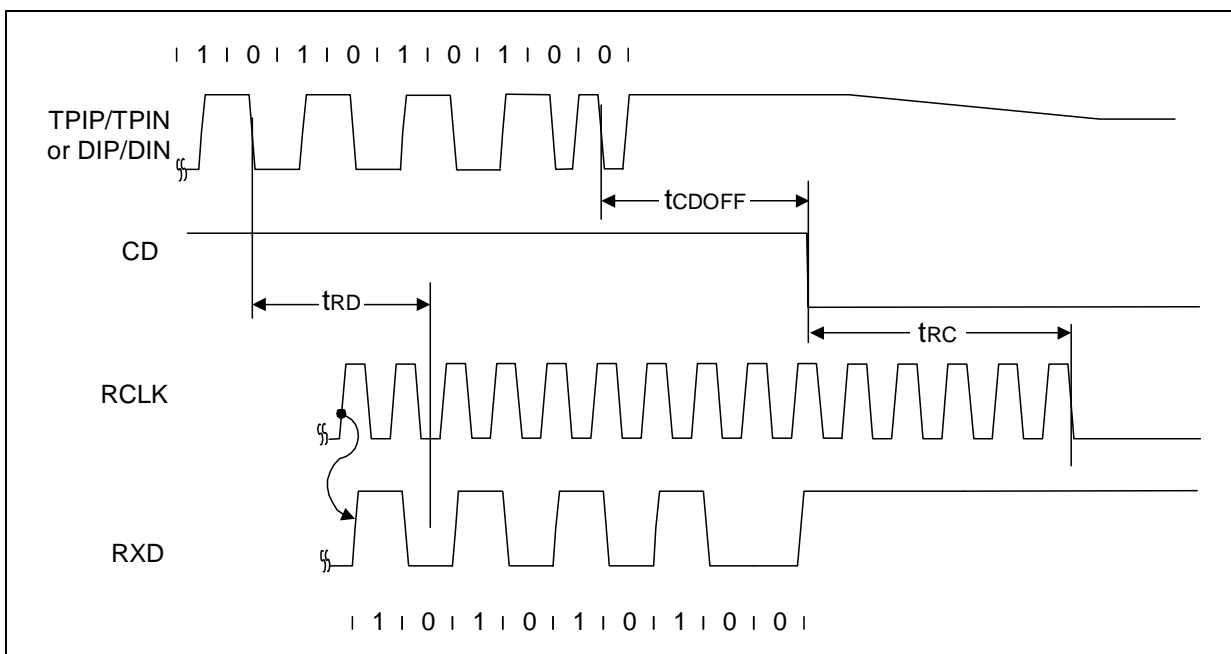 | 1 | 0 | 1 | 0 | 1 | 0 | 1 | 0 | 0 |
TPIP/TPIN
or DIP/DIN
tCDOFF
CD
tRD
tRC
RCLK
RXD
| 1 | 0 | 1 | 0 | 1 | 0 | 1 | 0 | 0 |